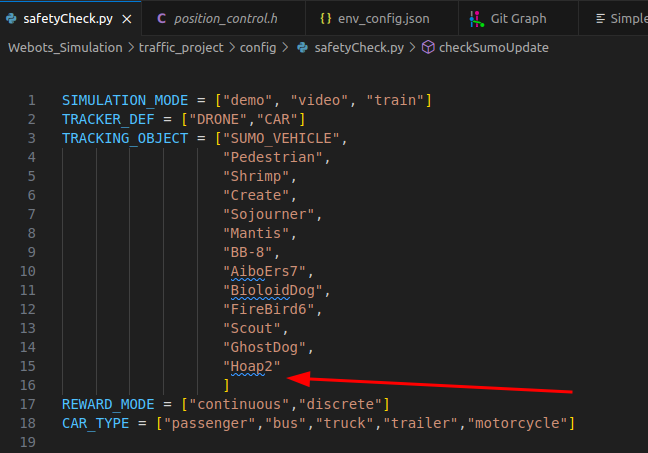 safetyCheck.py × C position_control.h {} env_config.json Git Graph Simple
Webots_Simulation > traffic_project > config > safetyCheck.py > checkSumoUpdate
1 SIMULATION_MODE = ["demo", "video", "train"]
2 TRACKER_DEF = ["DRONE","CAR"]
3 TRACKING_OBJECT = ["SUMO_VEHICLE",
4 "Pedestrian",
5 "Shrimp",
6 "Create",
7 "Sojourner",
8 "Mantis",
9 "BB-8",
10 "AiboErs7",
11 "BioloidDog",
12 "FireBird6",
13 "Scout",
14 "GhostDog",
15 "Hoap2"
16 ]
17 REWARD_MODE = ["continuous","discrete"]
18 CAR_TYPE = ["passenger","bus","truck","trailer","motorcycle"]
19